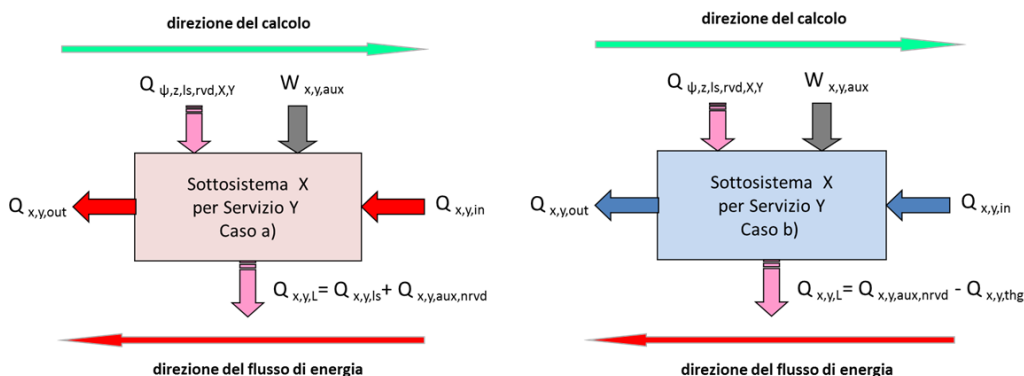 direzione del calcolo
Q ψ,z,ls,rvd,X,Y
W x,y,aux
Q x,y,out
Sottosistema X
per Servizio Y
Caso a)
Q x,y,in
Q x,y,L= Q x,y,ls+ Q x,y,aux,nrvd
direzione del flusso di energia
direzione del calcolo
Q ψ,z,ls,rvd,X,Y
W x,y,aux
Q x,y,out
Sottosistema X
per Servizio Y
Caso b)
Q x,y,in
Q x,y,L= Q x,y,aux,nrvd - Q x,y,thg
direzione del flusso di energia